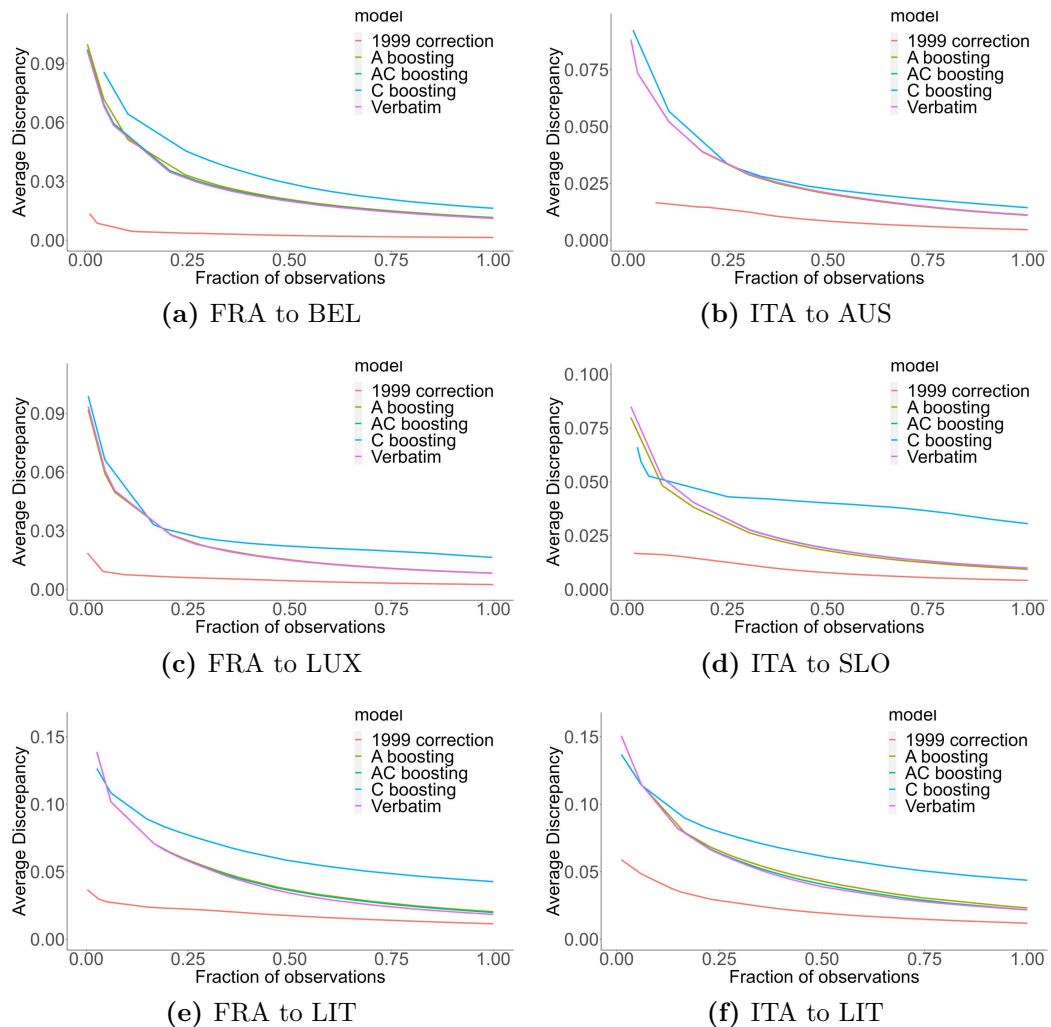 model
1999 correction
A boosting
AC boosting
C boosting
Verbatim
Average Discrepancy
0.09
0.06
0.03
0.00
0.00 0.25 0.50 0.75 1.00
Fraction of observations
(a) FRA to BEL
model
1999 correction
A boosting
AC boosting
C boosting
Verbatim
Average Discrepancy
0.075
0.050
0.025
0.000
0.00 0.25 0.50 0.75 1.00
Fraction of observations
(b) ITA to AUS
model
1999 correction
A boosting
AC boosting
C boosting
Verbatim
Average Discrepancy
0.09
0.06
0.03
0.00
0.00 0.25 0.50 0.75 1.00
Fraction of observations
(c) FRA to LUX
model
1999 correction
A boosting
AC boosting
C boosting
Verbatim
Average Discrepancy
0.100
0.075
0.050
0.025
0.000
0.00 0.25 0.50 0.75 1.00
Fraction of observations
(d) ITA to SLO
model
1999 correction
A boosting
AC boosting
C boosting
Verbatim
Average Discrepancy
0.15
0.10
0.05
0.00
0.00 0.25 0.50 0.75 1.00
Fraction of observations
(e) FRA to LIT
model
1999 correction
A boosting
AC boosting
C boosting
Verbatim
Average Discrepancy
0.15
0.10
0.05
0.00
0.00 0.25 0.50 0.75 1.00
Fraction of observations
(f) ITA to LIT